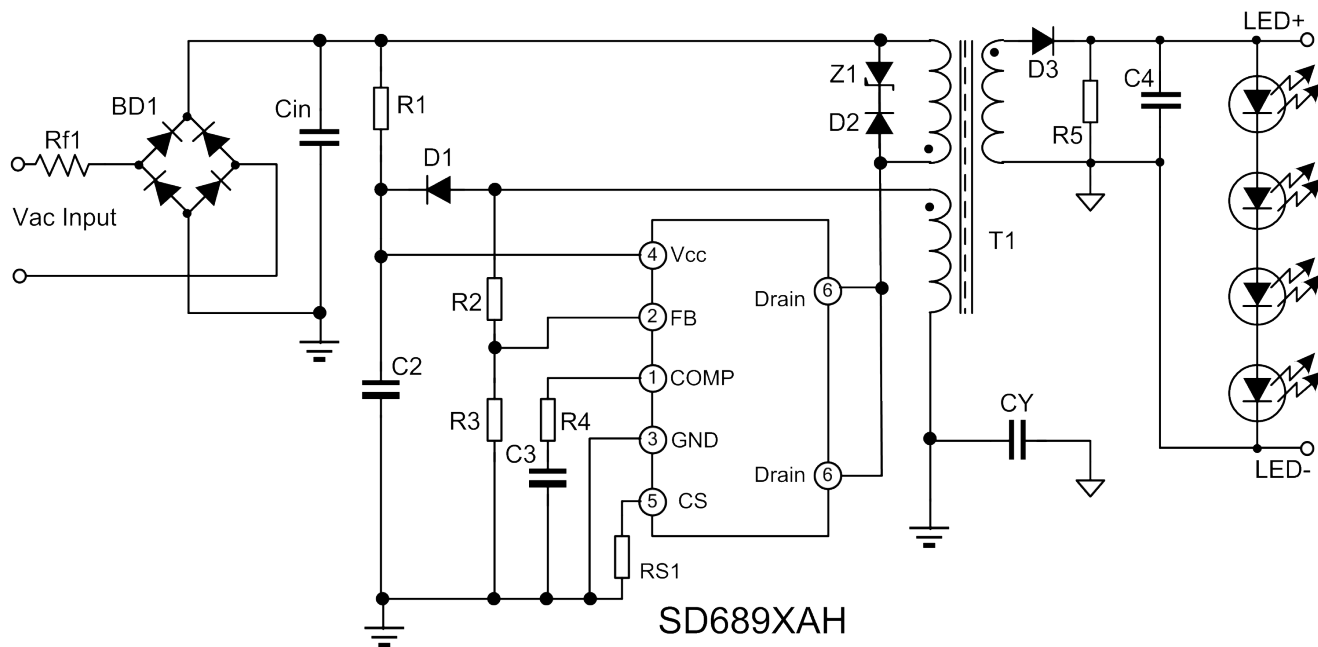 LED+
Z1
D3
C4
BD1
Cin
R1
Rf1
D2
R5
D1
Vac Input
T1
4 Vcc
Drain 6
R2
2 FB
C2
1 COMP
R3
R4
CY
3 GND
C3
Drain 6
LED-
5 CS
RS1
SD689XAH